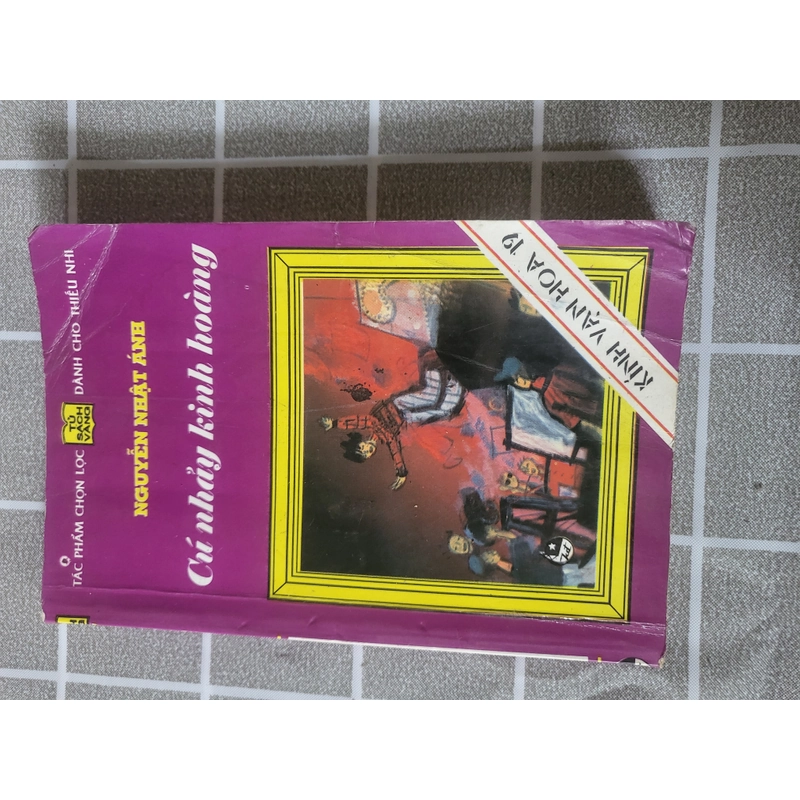 TÁC PHẨM CHỌN LỌC TỦ SÁCH VÀNG DÀNH CHO THIẾU NHI
NGUYỄN NHẬT ÁNH
Cú nhảy kinh hoàng
KÍNH VẠN HOA 19